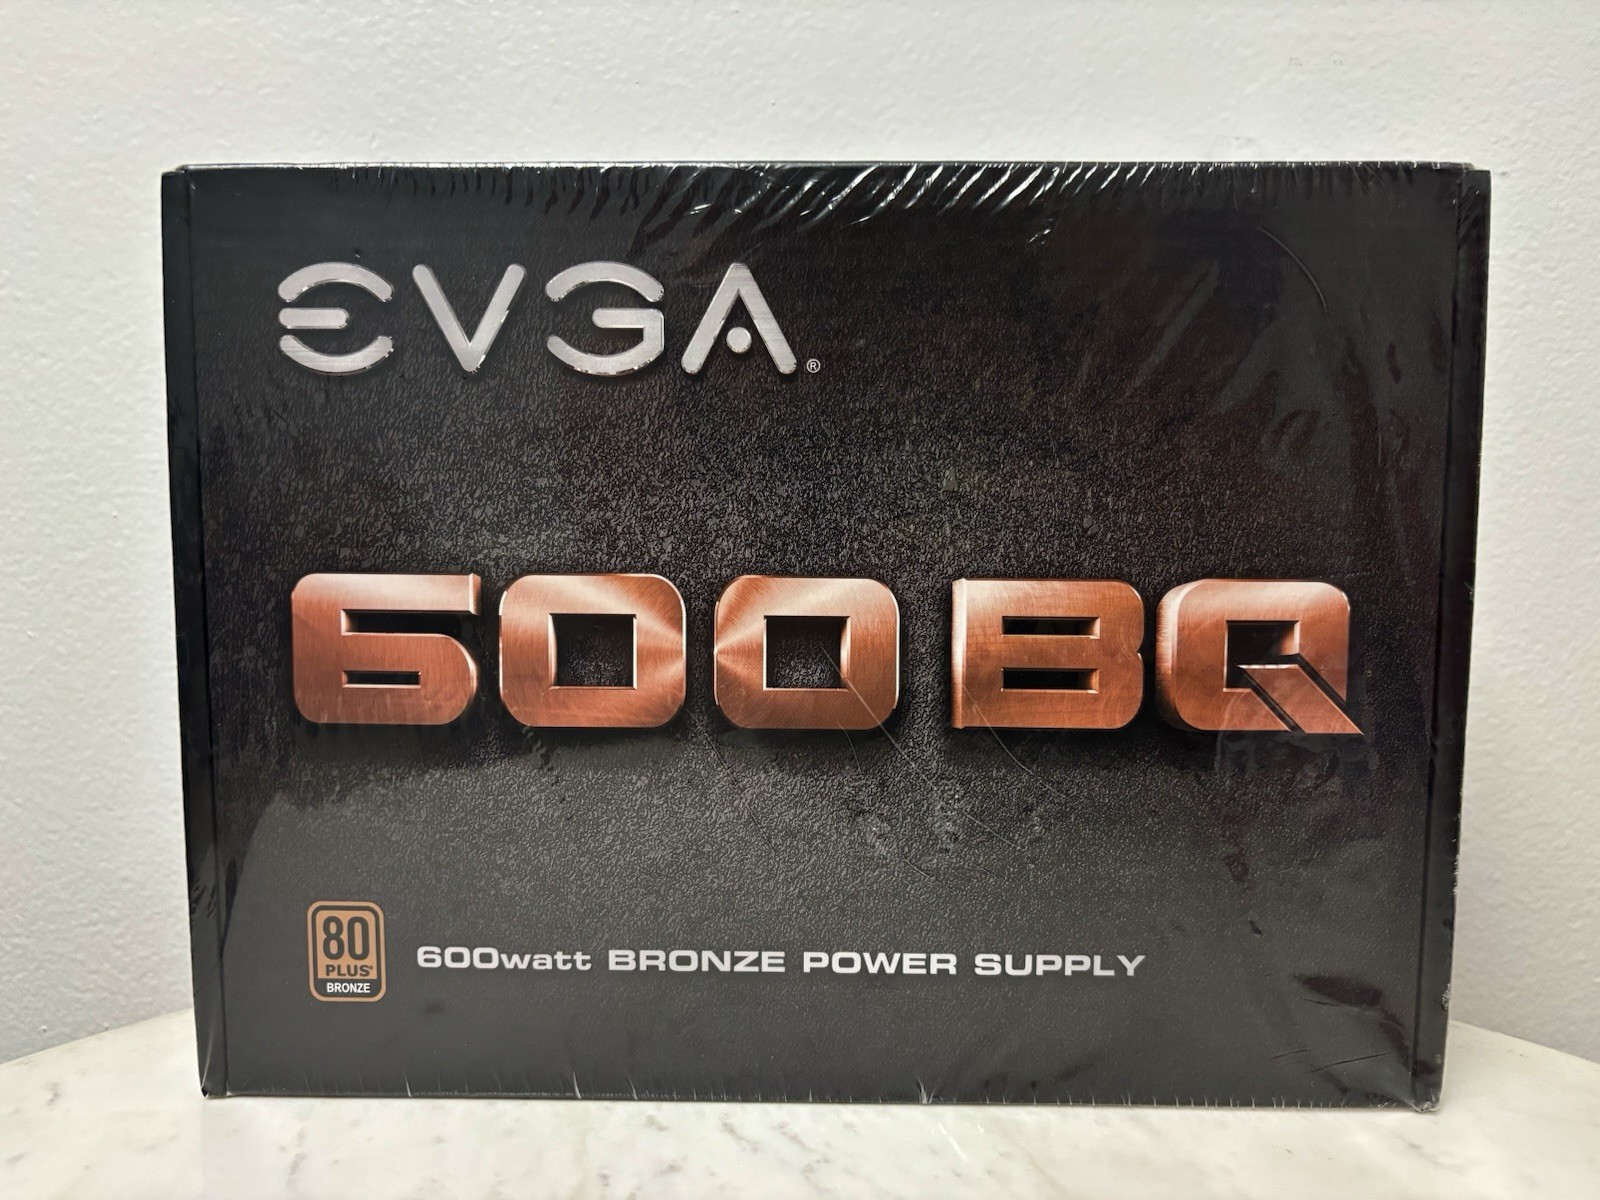 EVGA®
600 BQ
80
PLUS®
BRONZE
600watt BRONZE POWER SUPPLY